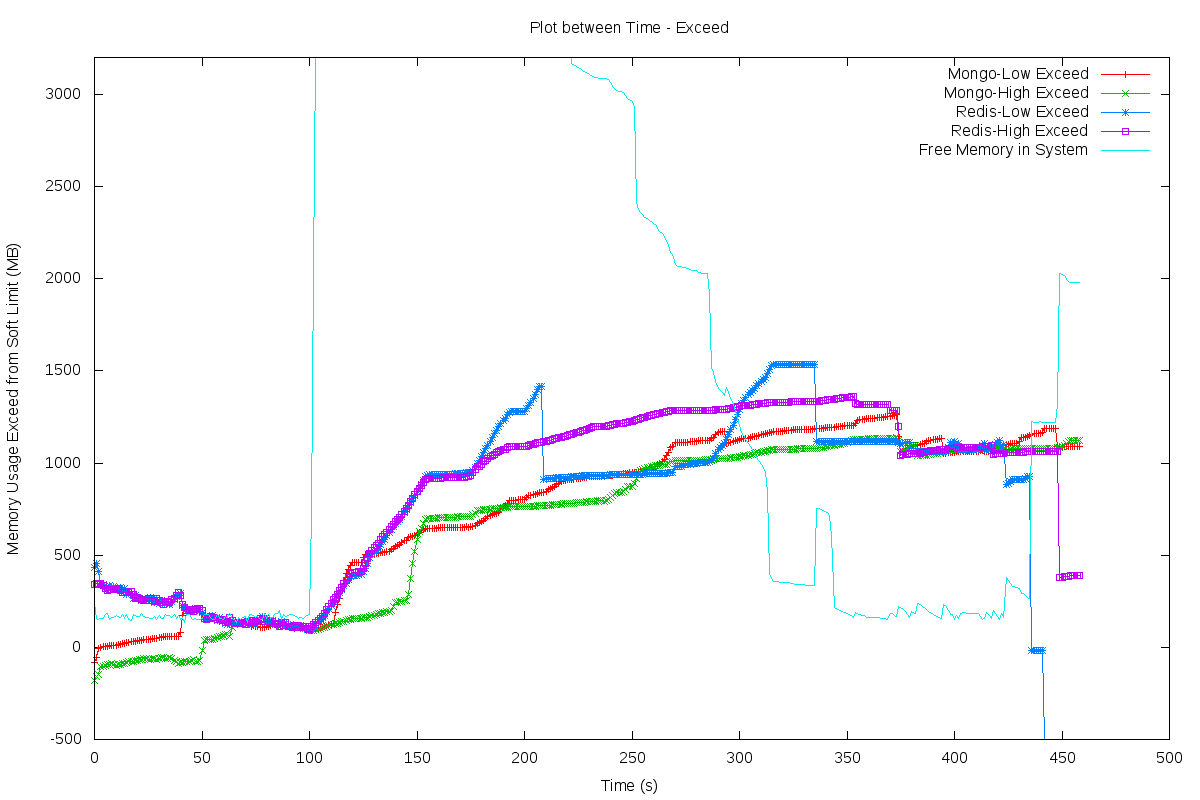 Plot between Time - Exceed
Memory Usage Exceed from Soft Limit (MB)
3000
2500
2000
1500
1000
500
0
-500
0 50 100 150 200 250 300 350 400 450 500
Time (s)
Mongo-Low Exceed
Mongo-High Exceed
Redis-Low Exceed
Redis-High Exceed
Free Memory in System